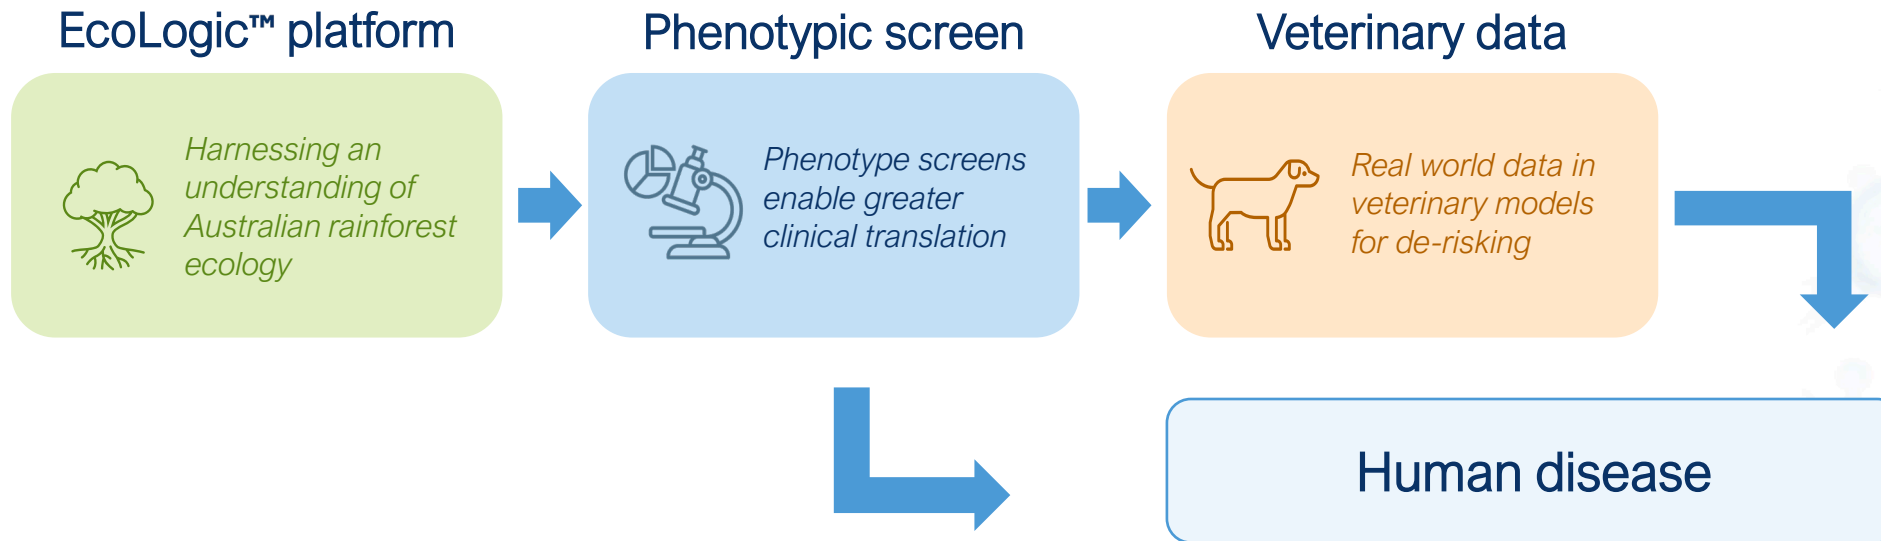 EcoLogic™ platform
Phenotypic screen
Veterinary data
Harnessing an
understanding of
Australian rainforest
ecology
Phenotype screens
enable greater
clinical translation
Real world data in
veterinary models
for de-risking
Human disease